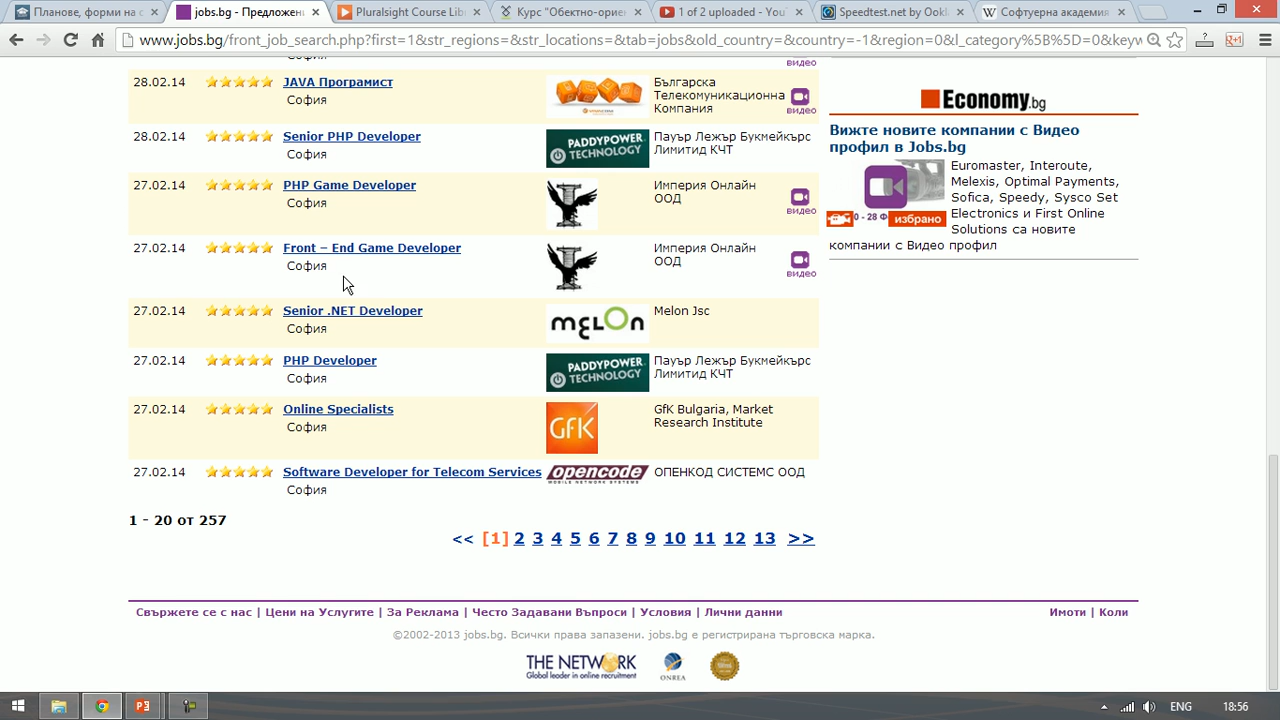 Планове, форми на с
jobs.bg - Предложени
Pluralsight Course Lib
Курс "Обектно-ориен
1 of 2 uploaded - You
Speedtest.net by Ookl
Софтуерна академия
www.jobs.bg/front_job_search.php?first=1&str_regions=&str_locations=&tab=jobs&old_country=&country=-1&region=0&l_category%5B%5D=0&keyw
видео
28.02.14 JAVA Програмист Българска Телекомуникационна Компания
София
видео
28.02.14 Senior PHP Developer PADDYPOWER TECHNOLOGY Пауър Лежър Букмейкърс Лимитид КЧТ
София
27.02.14 PHP Game Developer Империя Онлайн ООД
София
видео
27.02.14 Front – End Game Developer Империя Онлайн ООД
София
видео
27.02.14 Senior .NET Developer melon Melon Jsc
София
27.02.14 PHP Developer PADDYPOWER TECHNOLOGY Пауър Лежър Букмейкърс Лимитид КЧТ
София
27.02.14 Online Specialists GfK GfK Bulgaria, Market Research Institute
София
27.02.14 Software Developer for Telecom Services opencode MOBILE NETWORK SYSTEMS ОПЕНКОД СИСТЕМС ООД
София
1 - 20 от 257
<< [1] 2 3 4 5 6 7 8 9 10 11 12 13 >>
Economy.bg
Вижте новите компании с Видео
профил в Jobs.bg
Euromaster, Interoute,
Melexis, Optimal Payments,
Sofica, Speedy, Sysco Set
Electronics и First Online
Solutions са новите
компании с Видео профил
избрано
Свържете се с нас | Цени на Услугите | За Реклама | Често Задавани Въпроси | Условия | Лични данни
Имоти | Коли
©2002-2013 jobs.bg. Всички права запазени. jobs.bg е регистрирана търговска марка.
THE NETWORK
Global leader in online recruitment
ONREA
ENG 18:56